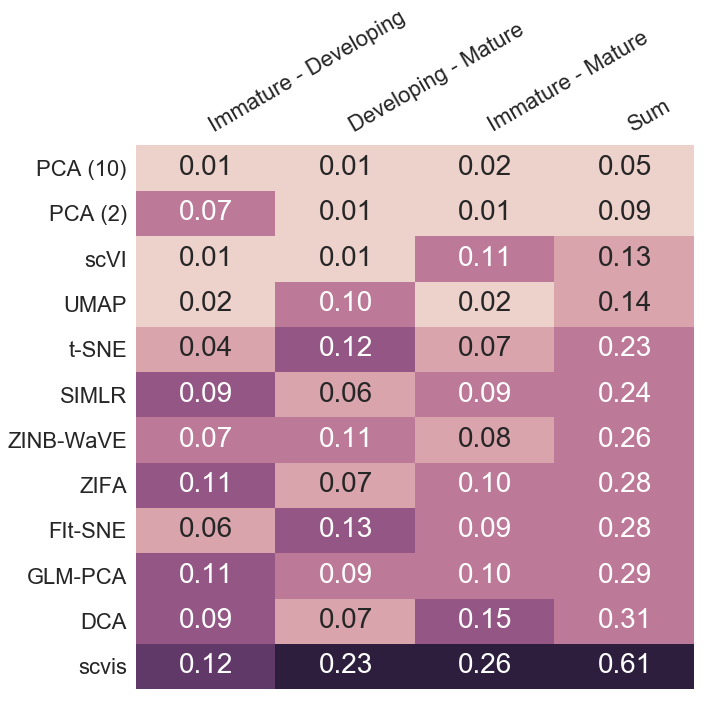 Immature - Developing
Developing - Mature
Immature - Mature
Sum
PCA (10) 0.01 0.01 0.02 0.05
PCA (2) 0.07 0.01 0.01 0.09
scVI 0.01 0.01 0.11 0.13
UMAP 0.02 0.10 0.02 0.14
t-SNE 0.04 0.12 0.07 0.23
SIMLR 0.09 0.06 0.09 0.24
ZINB-WaVE 0.07 0.11 0.08 0.26
ZIFA 0.11 0.07 0.10 0.28
FIt-SNE 0.06 0.13 0.09 0.28
GLM-PCA 0.11 0.09 0.10 0.29
DCA 0.09 0.07 0.15 0.31
scvis 0.12 0.23 0.26 0.61